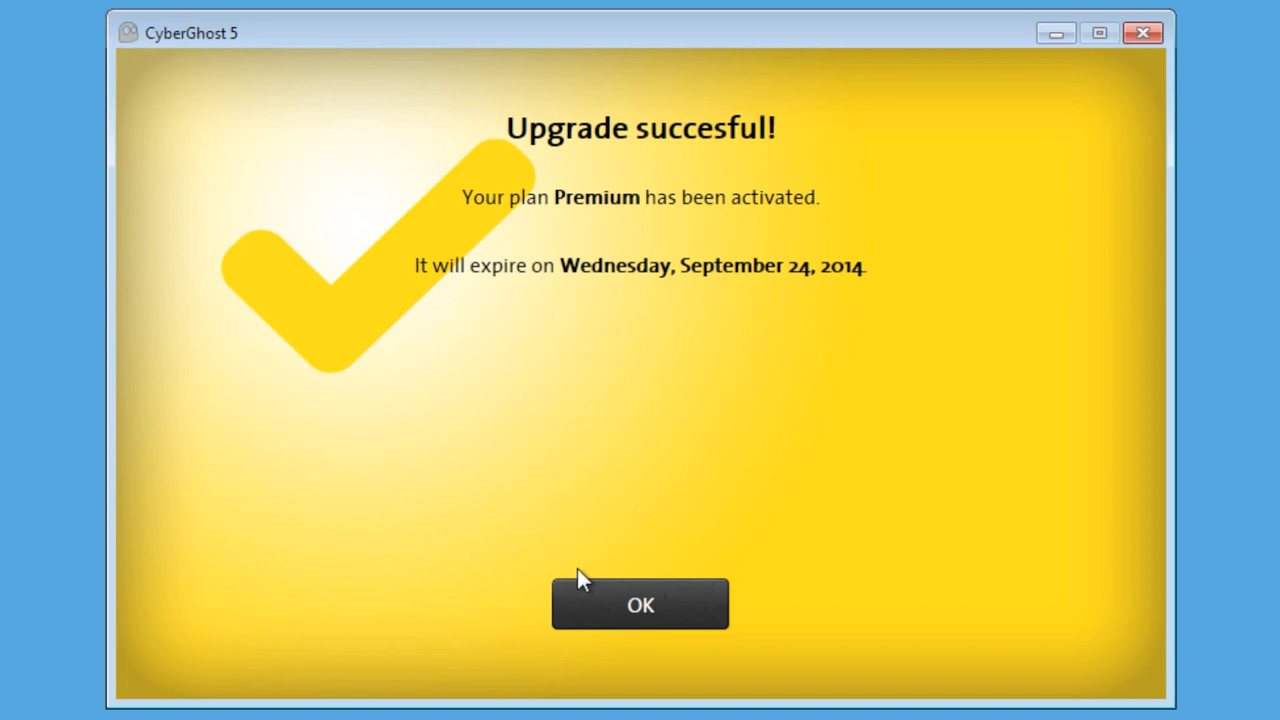 CyberGhost 5
Upgrade succesful!
Your plan Premium has been activated.
It will expire on Wednesday, September 24, 2014.
OK